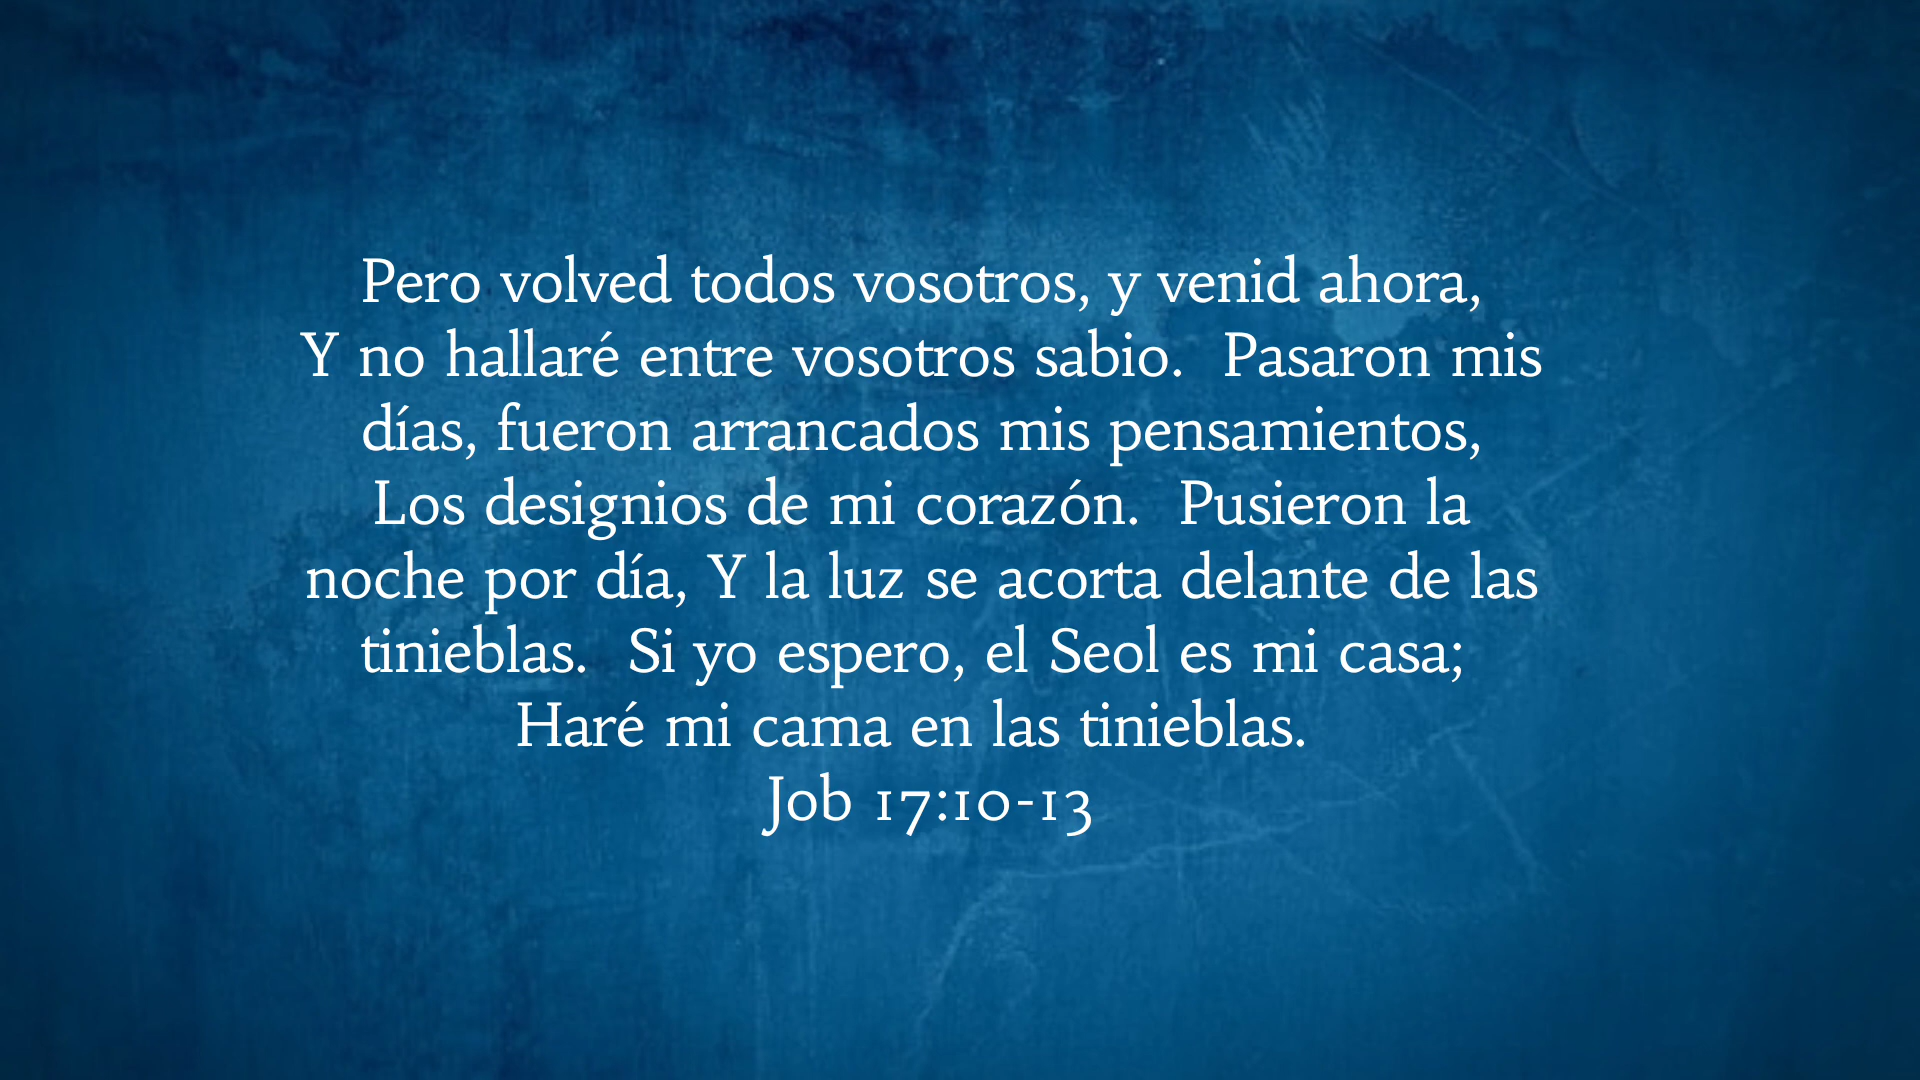 Pero volved todos vosotros, y venid ahora,
Y no hallaré entre vosotros sabio.  Pasaron mis
días, fueron arrancados mis pensamientos,
Los designios de mi corazón.  Pusieron la
noche por día, Y la luz se acorta delante de las
tinieblas.  Si yo espero, el Seol es mi casa;
Haré mi cama en las tinieblas.
Job 17:10-13